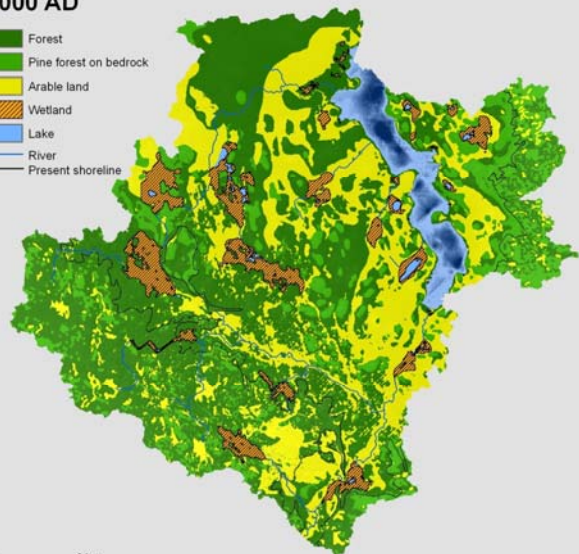 000 AD
Forest
Pine forest on bedrock
Arable land
Wetland
Lake
River
Present shoreline